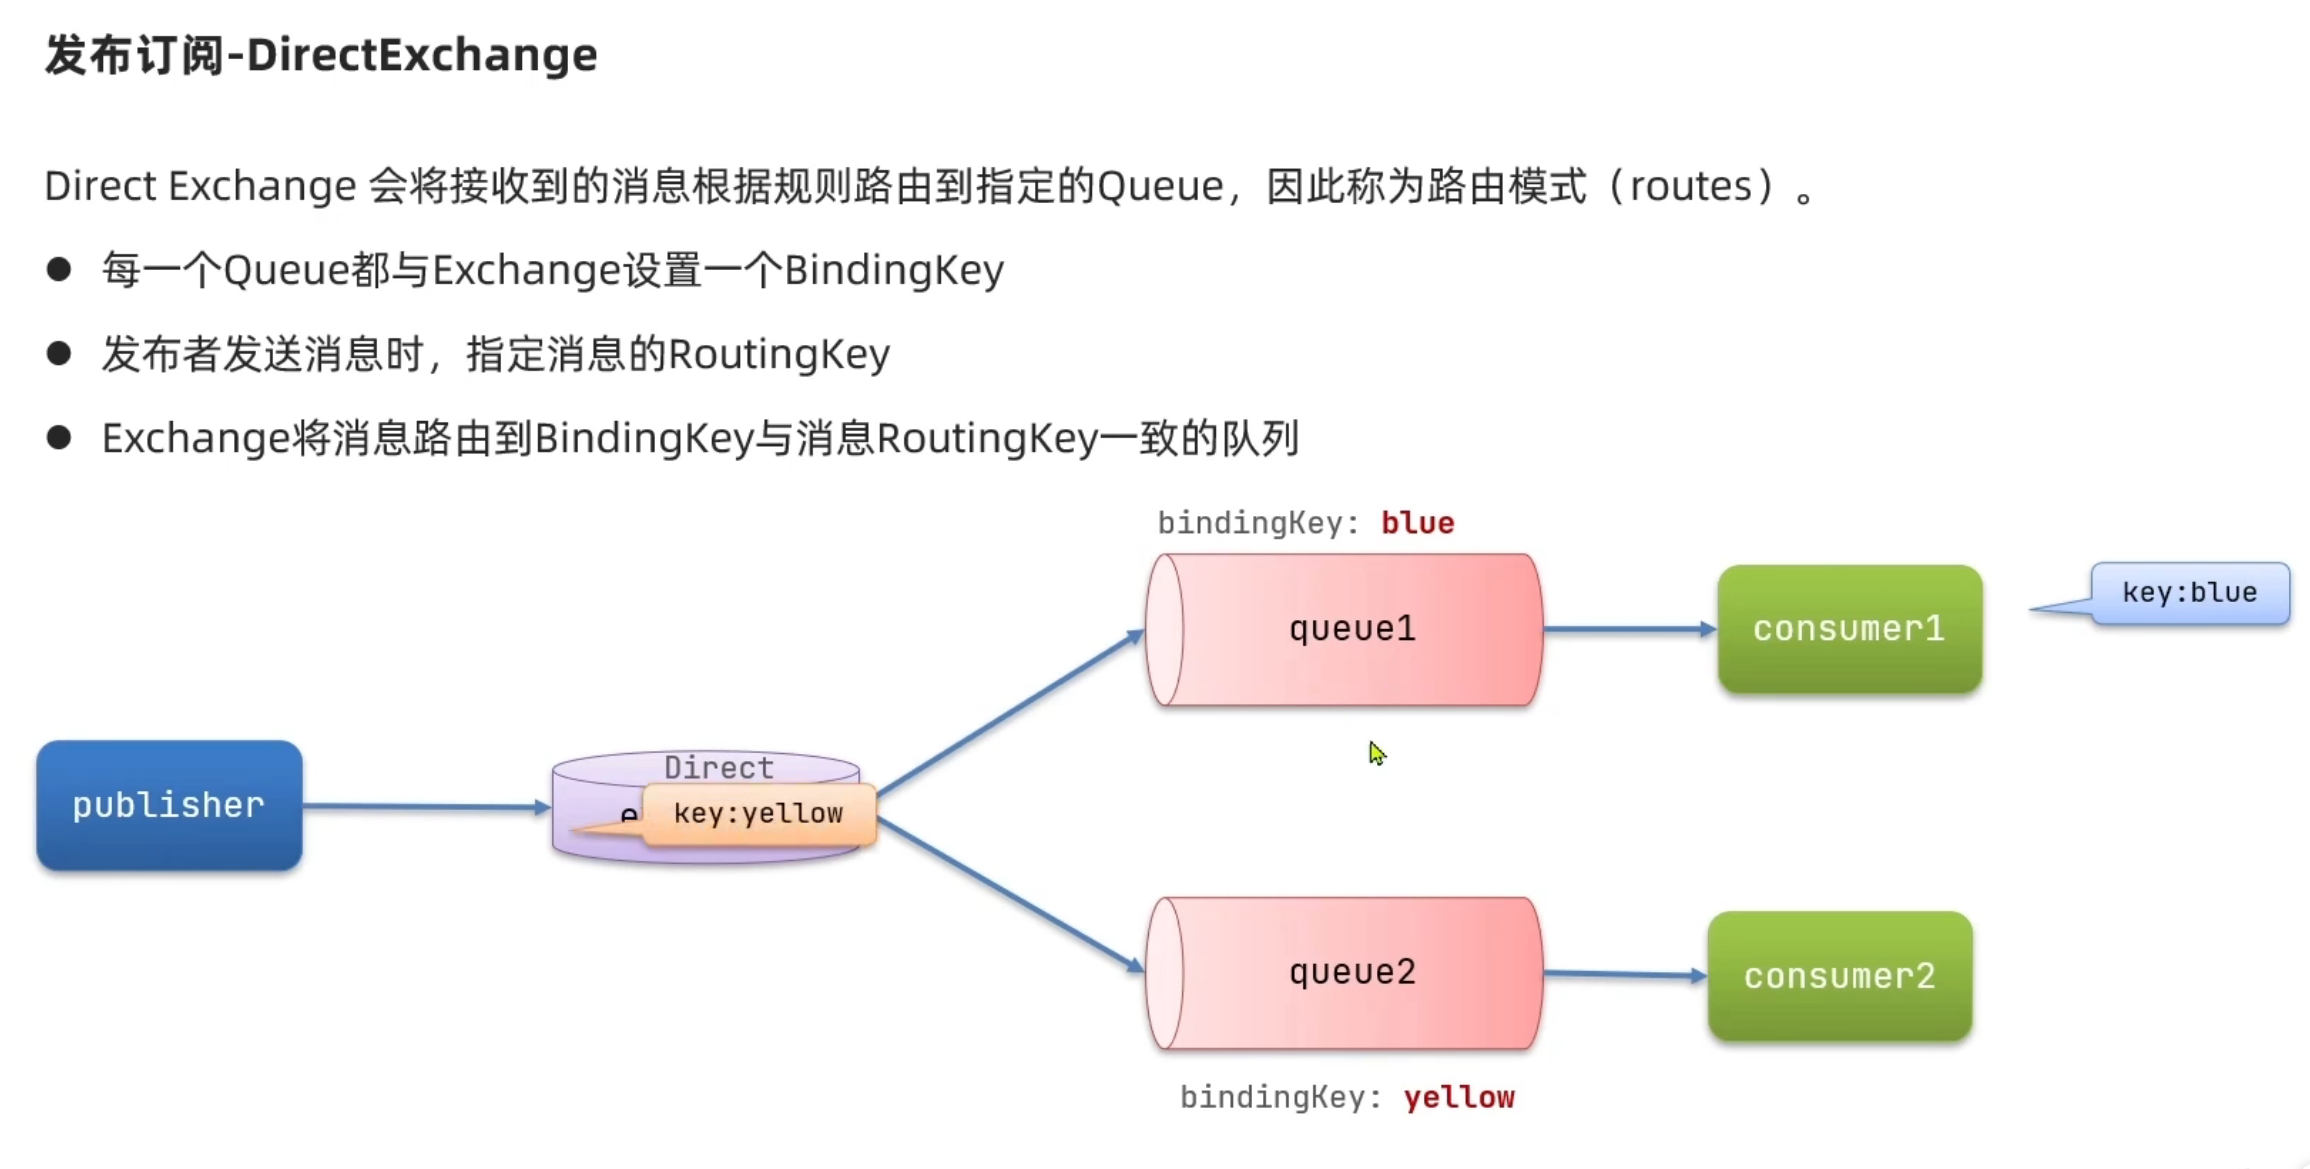 发布订阅-DirectExchange
Direct Exchange 会将接收到的消息根据规则路由到指定的Queue，因此称为路由模式（routes）。
● 每一个Queue都与Exchange设置一个BindingKey
● 发布者发送消息时，指定消息的RoutingKey
● Exchange将消息路由到BindingKey与消息RoutingKey一致的队列
bindingKey: blue
queue1
consumer1
key:blue
publisher
Direct
key:yellow
queue2
consumer2
bindingKey: yellow